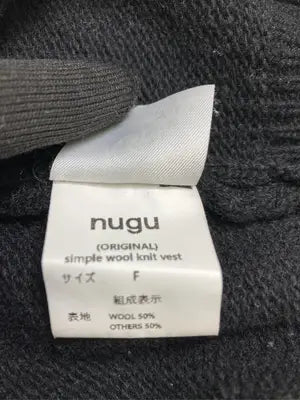 nugu
(ORIGINAL)
simple wool knit vest
サイズ F
組成表示
表地 WOOL 50%
OTHERS 50%